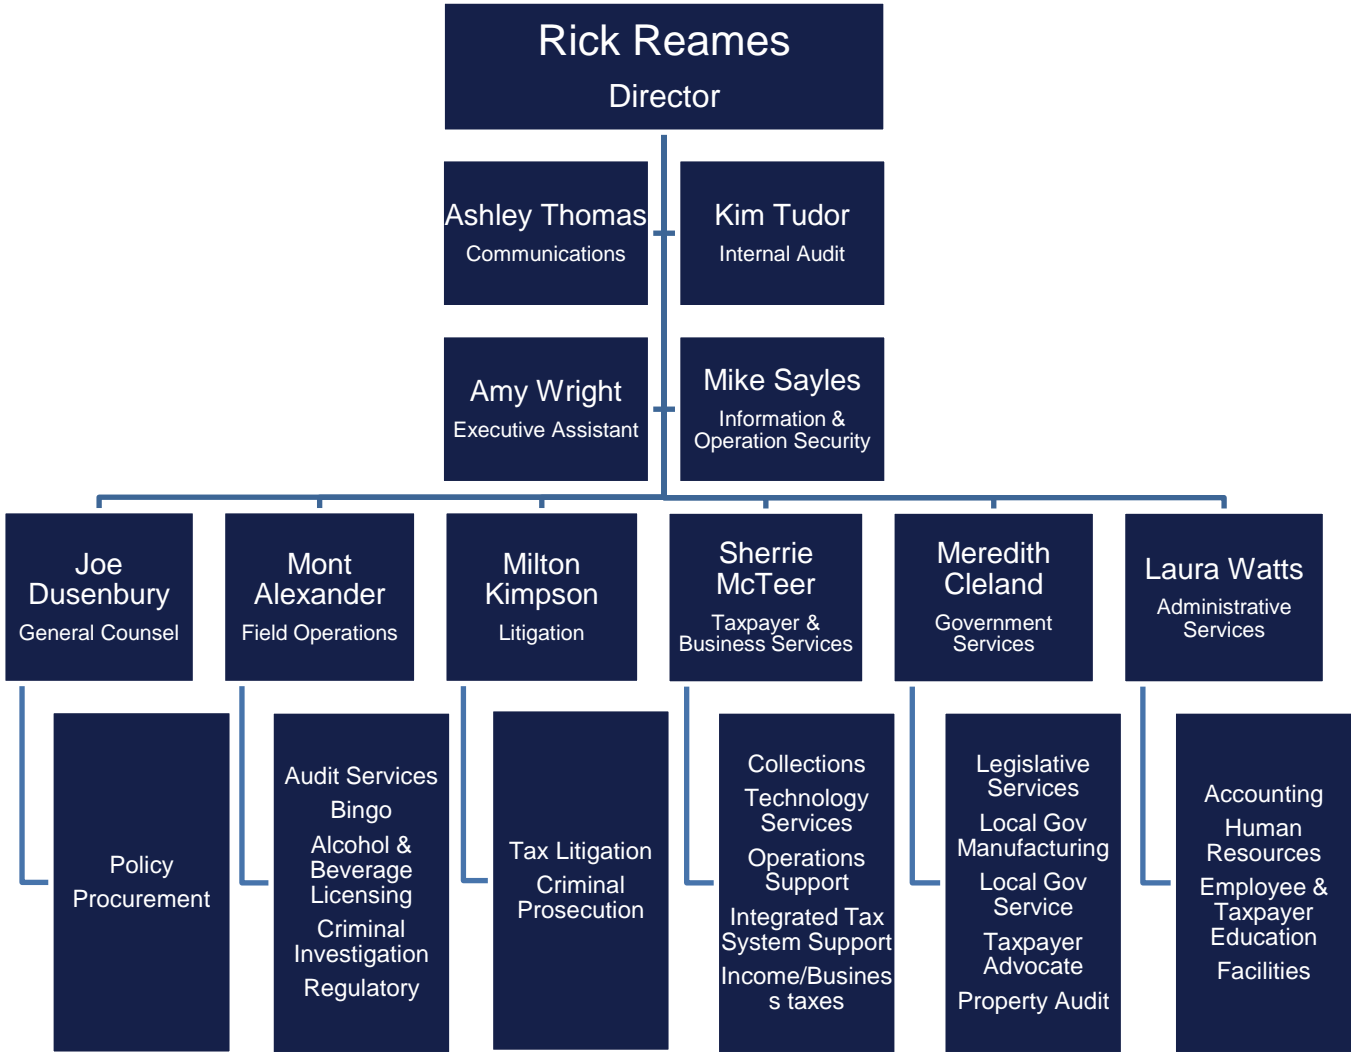 Rick Reames
Director
Ashley Thomas
Communications
Kim Tudor
Internal Audit
Amy Wright
Executive Assistant
Mike Sayles
Information &
Operation Security
Joe
Dusenbury
General Counsel
Mont
Alexander
Field Operations
Milton
Kimpson
Litigation
Sherrie
McTeer
Taxpayer &
Business Services
Meredith
Cleland
Government
Services
Laura Watts
Administrative
Services
Policy
Procurement
Audit Services
Bingo
Alcohol &
Beverage
Licensing
Criminal
Investigation
Regulatory
Tax Litigation
Criminal
Prosecution
Collections
Technology
Services
Operations
Support
Integrated Tax
System Support
Income/Busines
s taxes
Legislative
Services
Local Gov
Manufacturing
Local Gov
Service
Taxpayer
Advocate
Property Audit
Accounting
Human
Resources
Employee &
Taxpayer
Education
Facilities